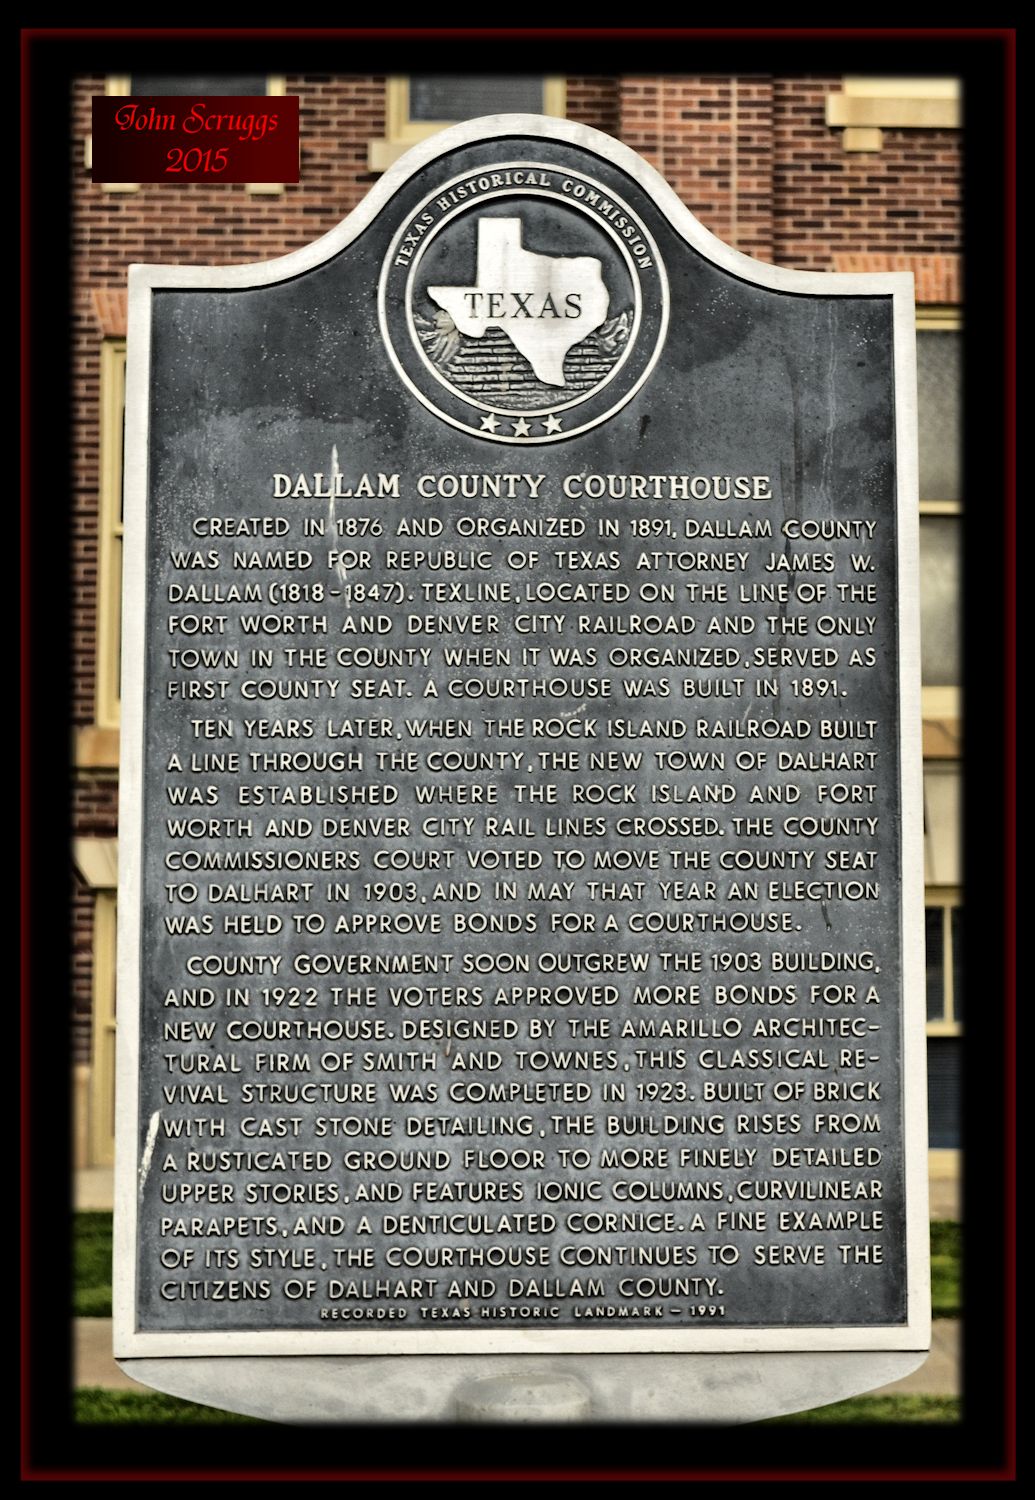 John Scruggs
2015
TEXAS HISTORICAL COMMISSION
TEXAS
DALLAM COUNTY COURTHOUSE
CREATED IN 1876 AND ORGANIZED IN 1891, DALLAM COUNTY
WAS NAMED FOR REPUBLIC OF TEXAS ATTORNEY JAMES W.
DALLAM (1818-1847). TEXLINE, LOCATED ON THE LINE OF THE
FORT WORTH AND DENVER CITY RAILROAD AND THE ONLY
TOWN IN THE COUNTY WHEN IT WAS ORGANIZED, SERVED AS
FIRST COUNTY SEAT. A COURTHOUSE WAS BUILT IN 1891.
TEN YEARS LATER, WHEN THE ROCK ISLAND RAILROAD BUILT
A LINE THROUGH THE COUNTY, THE NEW TOWN OF DALHART
WAS ESTABLISHED WHERE THE ROCK ISLAND AND FORT
WORTH AND DENVER CITY RAIL LINES CROSSED. THE COUNTY
COMMISSIONERS COURT VOTED TO MOVE THE COUNTY SEAT
TO DALHART IN 1903, AND IN MAY THAT YEAR AN ELECTION
WAS HELD TO APPROVE BONDS FOR A COURTHOUSE.
COUNTY GOVERNMENT SOON OUTGREW THE 1903 BUILDING,
AND IN 1922 THE VOTERS APPROVED MORE BONDS FOR A
NEW COURTHOUSE. DESIGNED BY THE AMARILLO ARCHITEC-
TURAL FIRM OF SMITH AND TOWNES, THIS CLASSICAL RE-
VIVAL STRUCTURE WAS COMPLETED IN 1923. BUILT OF BRICK
WITH CAST STONE DETAILING, THE BUILDING RISES FROM
A RUSTICATED GROUND FLOOR TO MORE FINELY DETAILED
UPPER STORIES, AND FEATURES IONIC COLUMNS, CURVILINEAR
PARAPETS, AND A DENTICULATED CORNICE. A FINE EXAMPLE
OF ITS STYLE, THE COURTHOUSE CONTINUES TO SERVE THE
CITIZENS OF DALHART AND DALLAM COUNTY.
RECORDED TEXAS HISTORIC LANDMARK – 1991